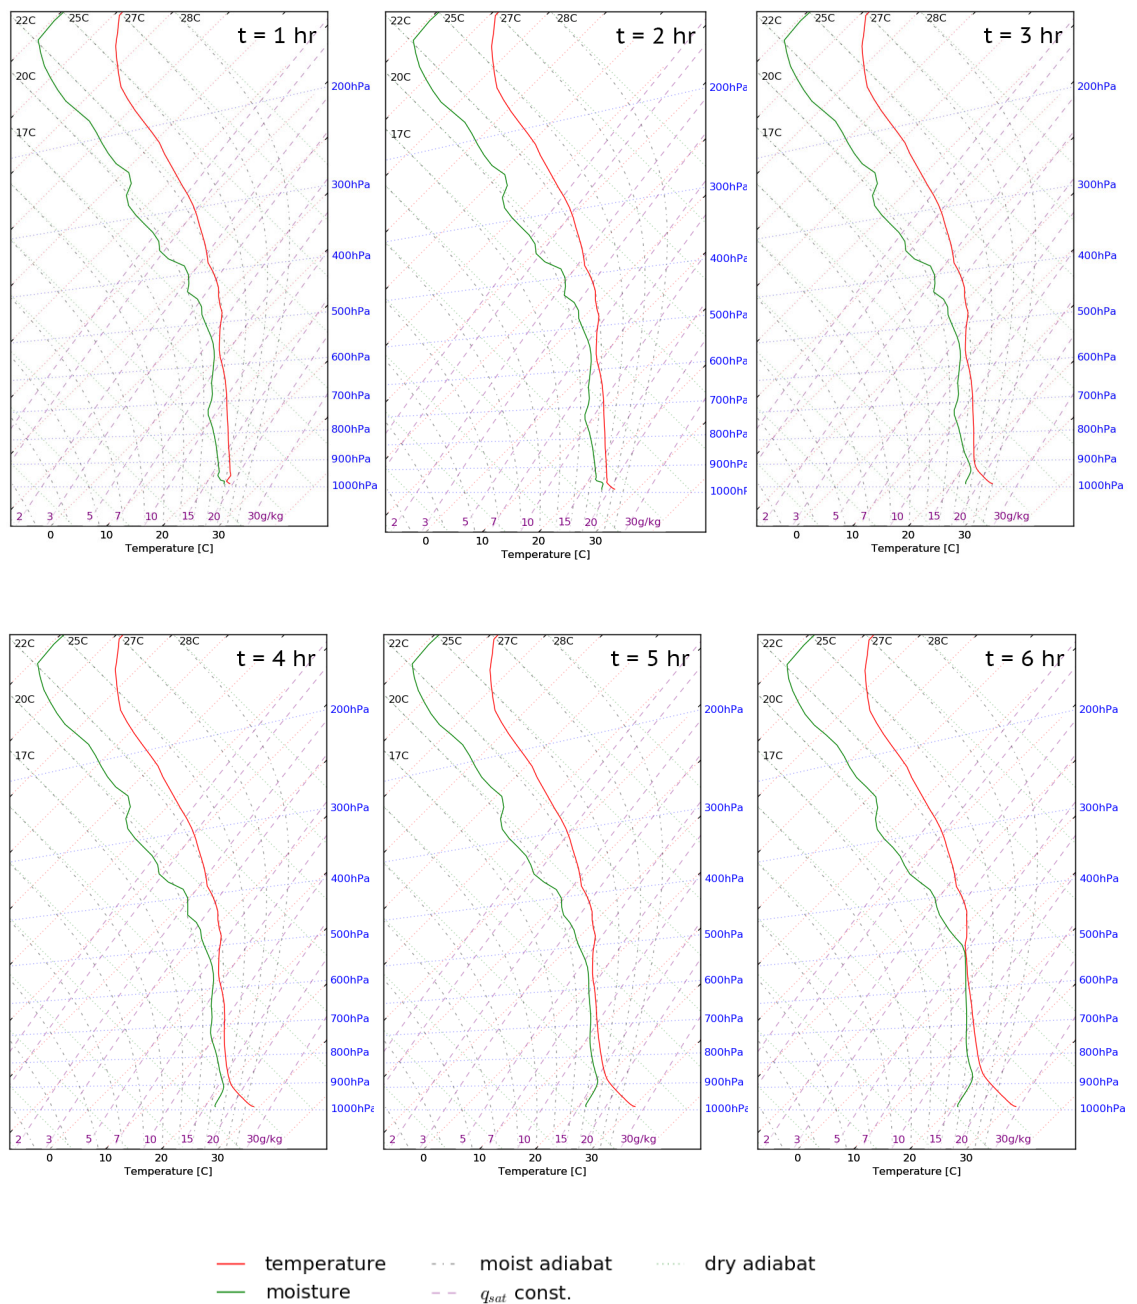 22C 25C 27C 28C t = 1 hr
20C
17C
200hPa
300hPa
400hPa
500hPa
600hPa
700hPa
800hPa
900hPa
1000hPa
2 3 5 7 10 15 20 30g/kg
0 10 20 30
Temperature [C]
22C 25C 27C 28C t = 2 hr
20C
17C
200hPa
300hPa
400hPa
500hPa
600hPa
700hPa
800hPa
900hPa
1000hP
2 3 5 7 10 15 20 30g/kg
0 10 20 30
Temperature [C]
22C 25C 27C 28C t = 3 hr
20C
17C
200hPa
300hPa
400hPa
500hPa
600hPa
700hPa
800hPa
900hPa
1000hPa
2 3 5 7 10 15 20 30g/kg
0 10 20 30
Temperature [C]
22C 25C 27C 28C t = 4 hr
20C
17C
200hPa
300hPa
400hPa
500hPa
600hPa
700hPa
800hPa
900hPa
1000hPa
2 3 5 7 10 15 20 30g/kg
0 10 20 30
Temperature [C]
22C 25C 27C 28C t = 5 hr
20C
17C
200hPa
300hPa
400hPa
500hPa
600hPa
700hPa
800hPa
900hPa
1000hPa
2 3 5 7 10 15 20 30g/kg
0 10 20 30
Temperature [C]
22C 25C 27C 28C t = 6 hr
20C
17C
200hPa
300hPa
400hPa
500hPa
600hPa
700hPa
800hPa
900hPa
1000hPa
2 3 5 7 10 15 20 30g/kg
0 10 20 30
Temperature [C]
temperature moist adiabat dry adiabat
moisture q_sat const.